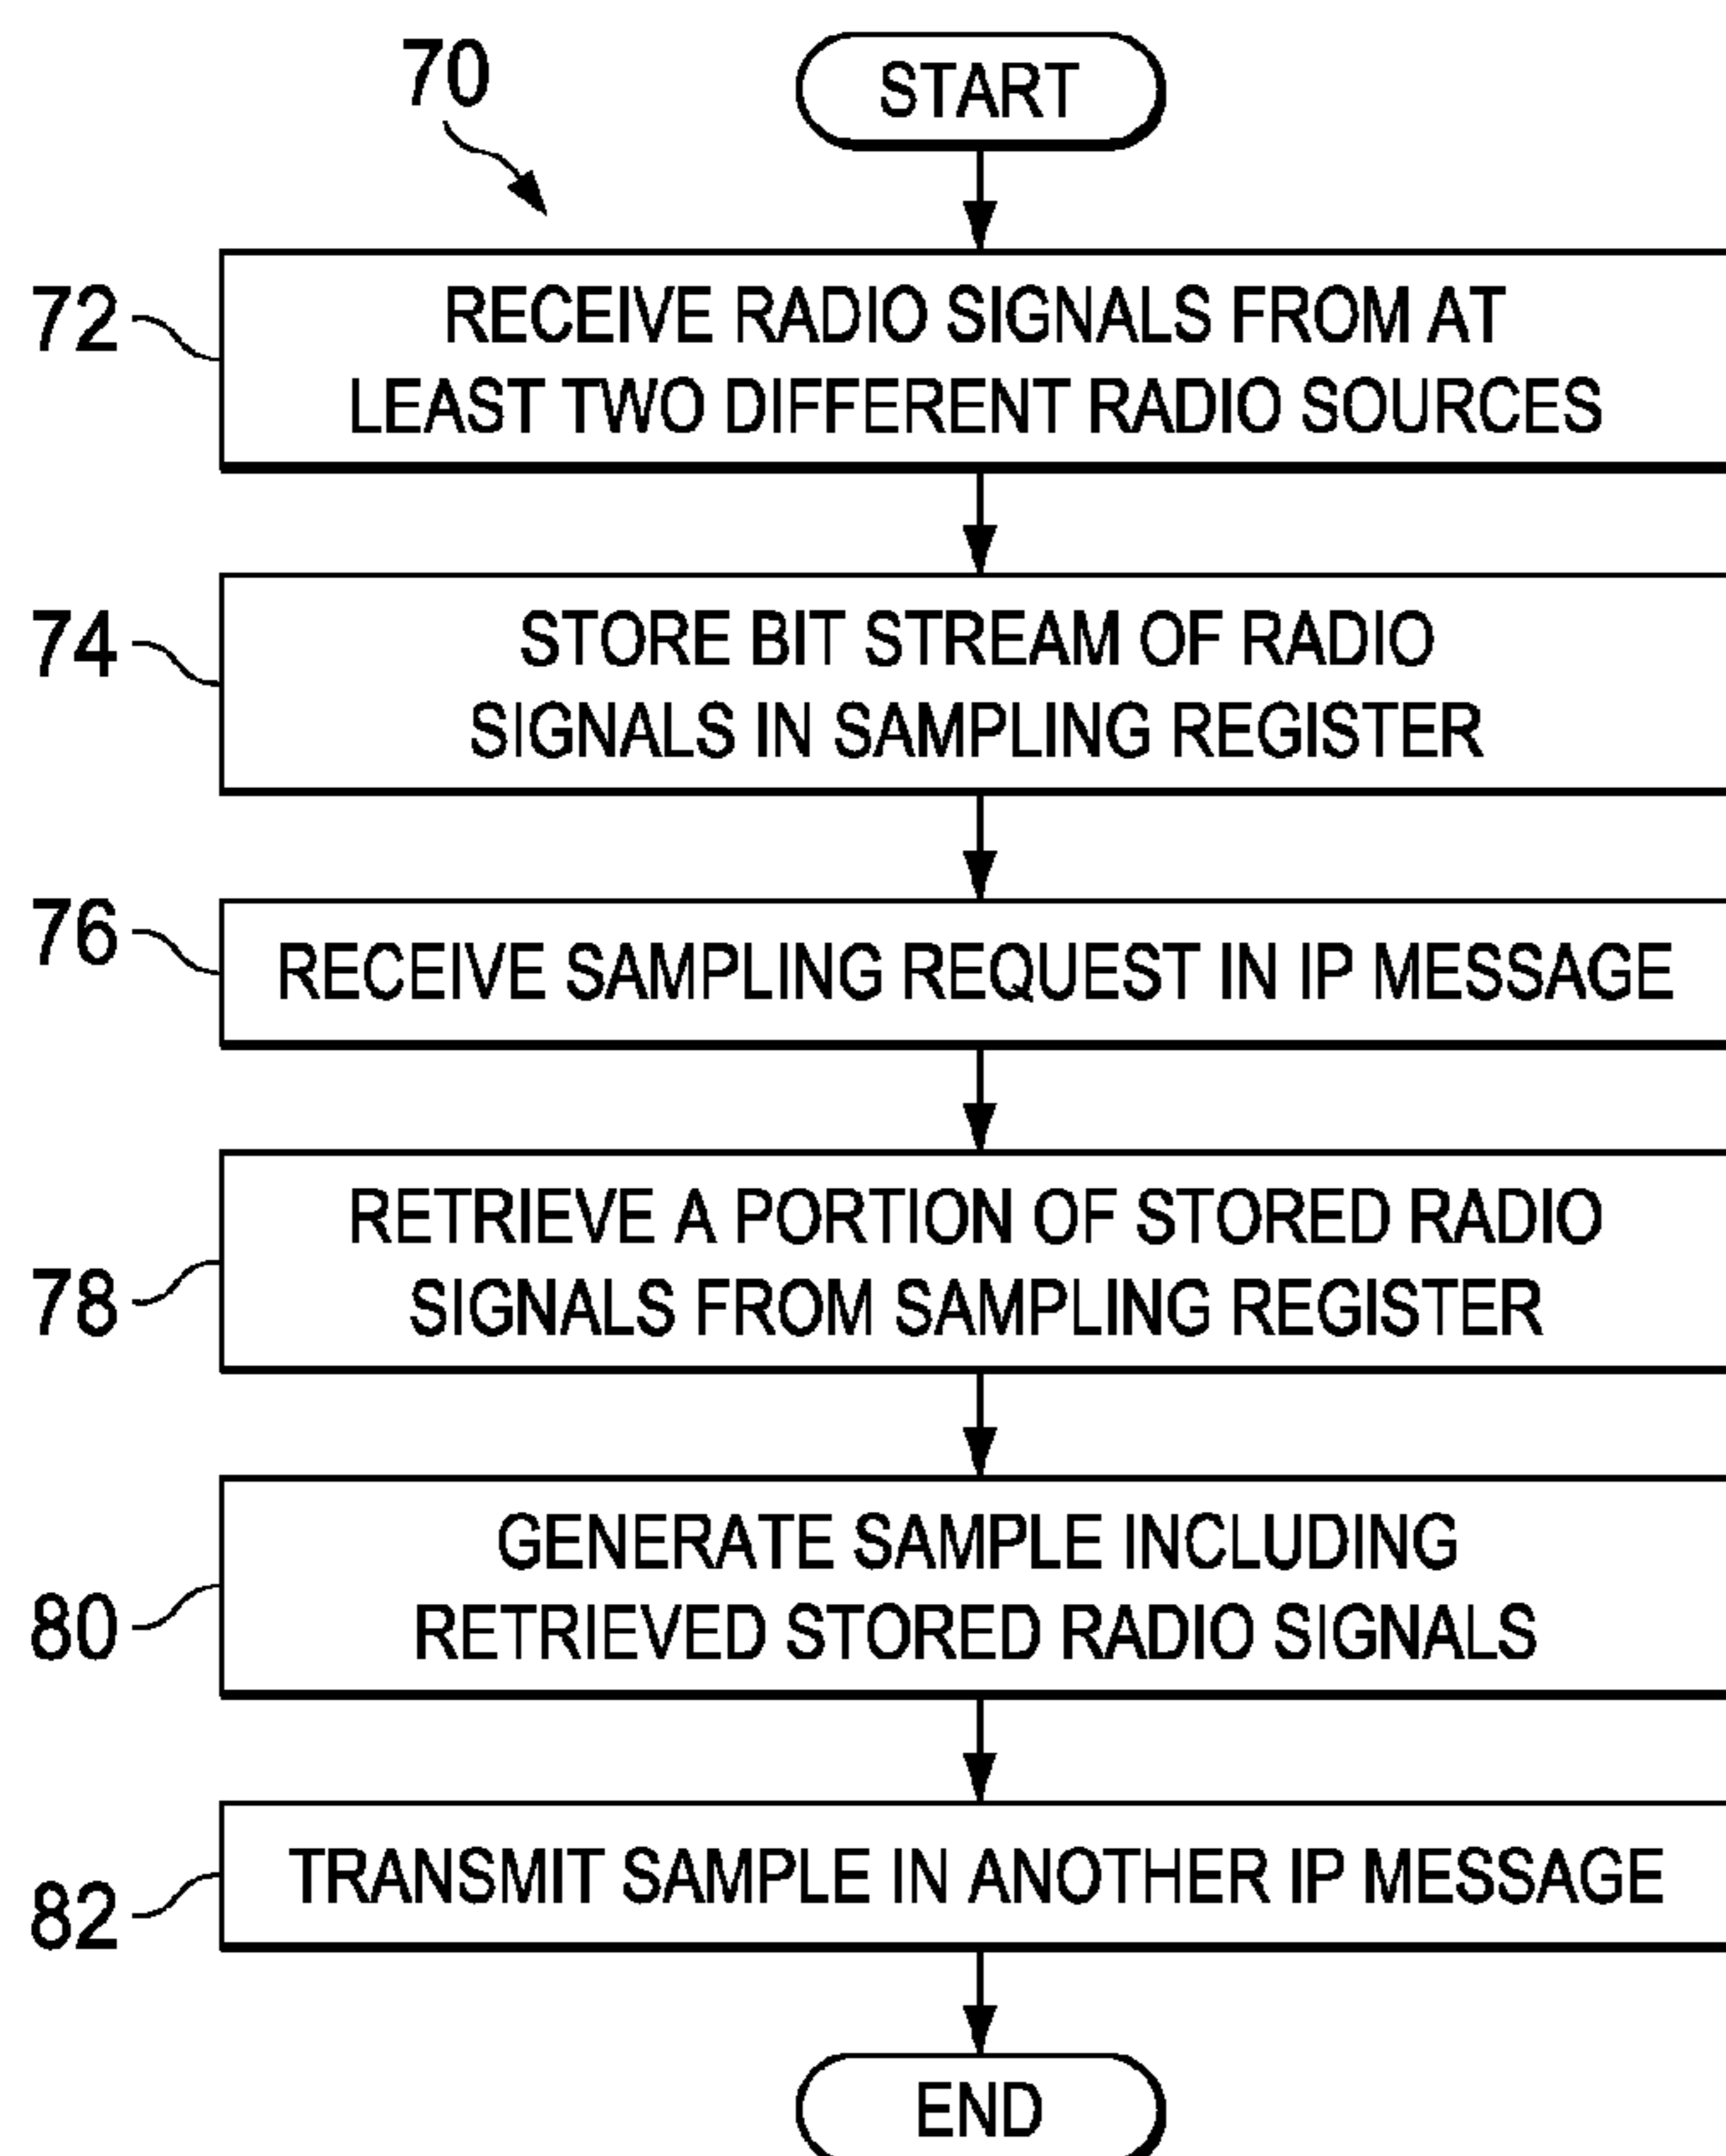 70
START
72
RECEIVE RADIO SIGNALS FROM AT
LEAST TWO DIFFERENT RADIO SOURCES
74
STORE BIT STREAM OF RADIO
SIGNALS IN SAMPLING REGISTER
76
RECEIVE SAMPLING REQUEST IN IP MESSAGE
78
RETRIEVE A PORTION OF STORED RADIO
SIGNALS FROM SAMPLING REGISTER
80
GENERATE SAMPLE INCLUDING
RETRIEVED STORED RADIO SIGNALS
82
TRANSMIT SAMPLE IN ANOTHER IP MESSAGE
END